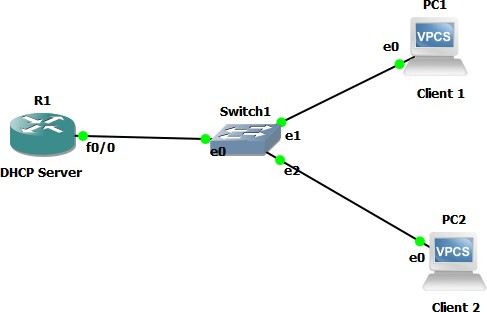 PC1
VPCS
e0
Client 1
R1
f0/0
DHCP Server
Switch1
e0
e1
e2
PC2
VPCS
e0
Client 2